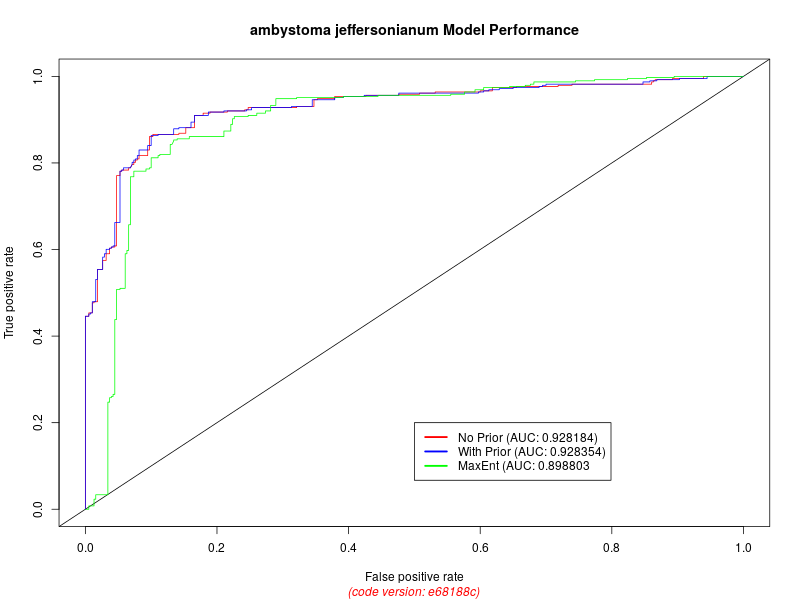 ambystoma jeffersonianum Model Performance
True positive rate
1.0
0.8
0.6
0.4
0.2
0.0
No Prior (AUC: 0.928184)
With Prior (AUC: 0.928354)
MaxEnt (AUC: 0.898803
0.0 0.2 0.4 0.6 0.8 1.0
False positive rate
(code version: e68188c)